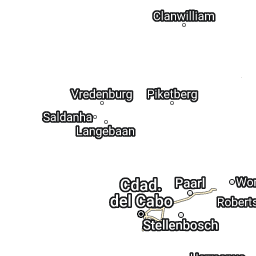 Clanwilliam
Vredenburg
Piketberg
Saldanha
Langebaan
Cdad.
del Cabo
Paarl
Stellenbosch